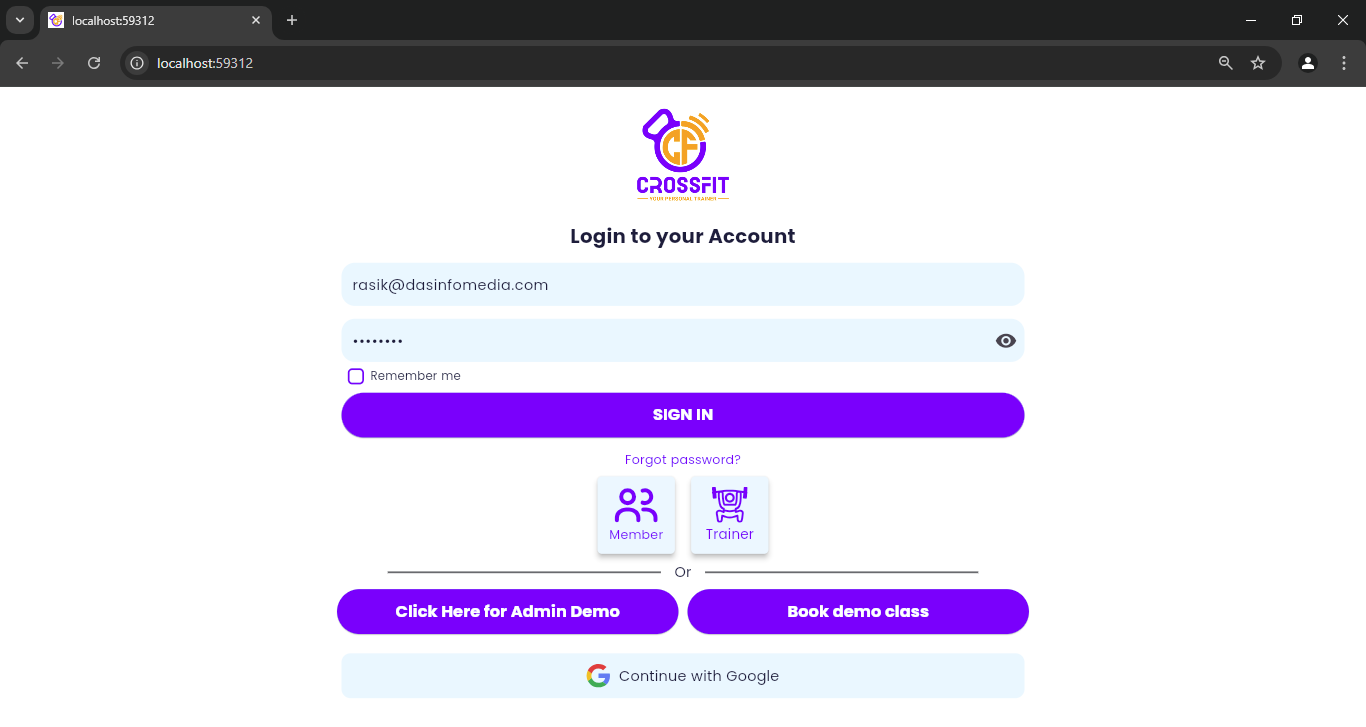 localhost:59312
localhost:59312
CF
CROSSFIT
YOUR PERSONAL TRAINER
Login to your Account
rasik@dasinfomedia.com
••••••••
Remember me
SIGN IN
Forgot password?
Member Trainer
Or
Click Here for Admin Demo Book demo class
Continue with Google